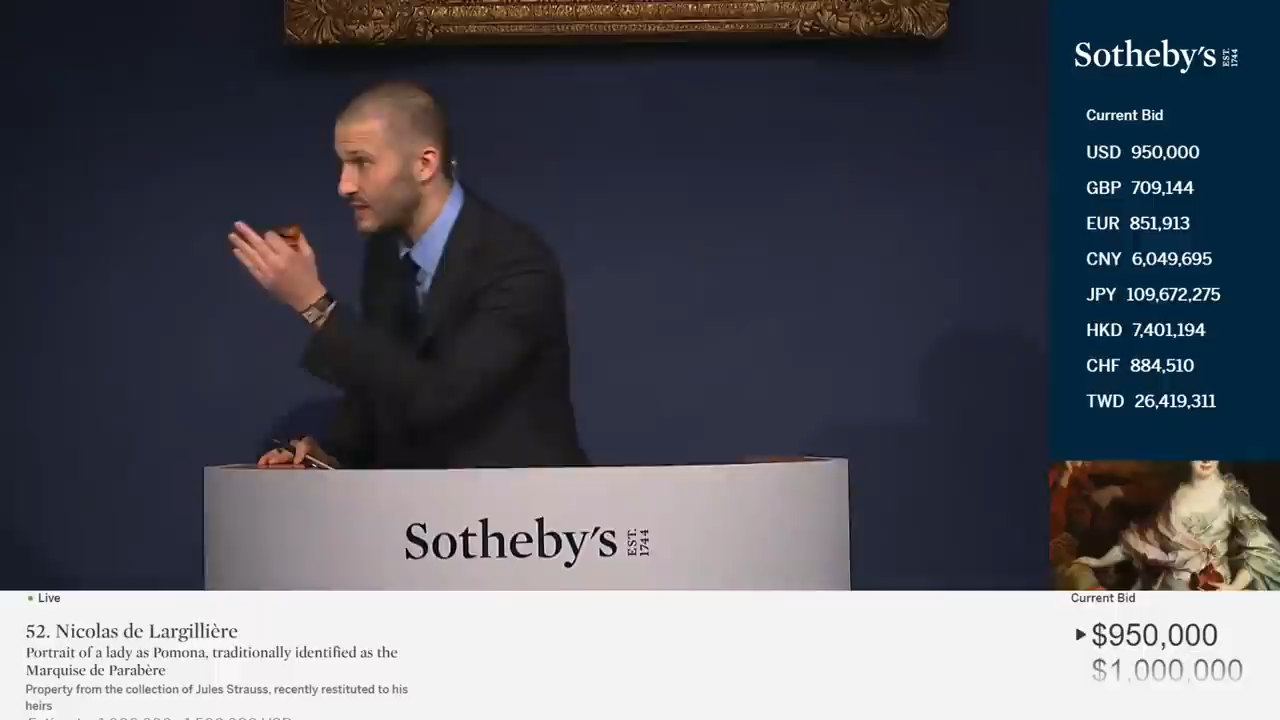 Sotheby's EST. 1744
Current Bid
USD 950,000
GBP 709,144
EUR 851,913
CNY 6,049,695
JPY 109,672,275
HKD 7,401,194
CHF 884,510
TWD 26,419,311
Sotheby's EST. 1744
Live
52. Nicolas de Largillière
Portrait of a lady as Pomona, traditionally identified as the
Marquise de Parabère
Property from the collection of Jules Strauss, recently restituted to his
heirs
Current Bid
$950,000
$1,000,000